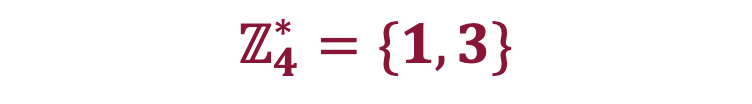 ℤ₄* = {1, 3}